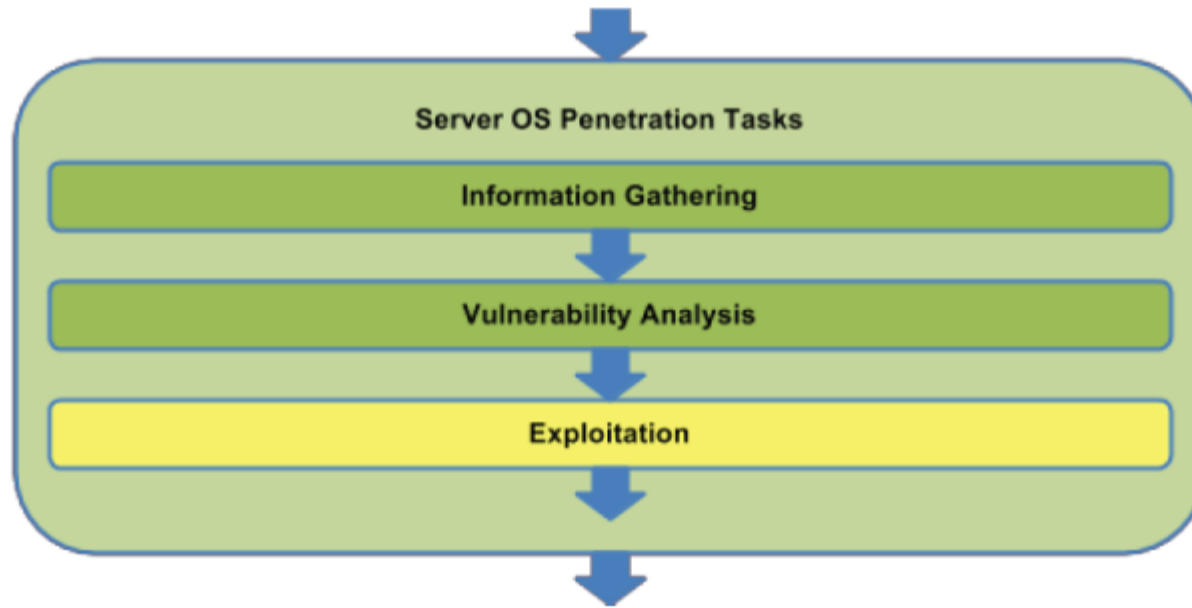 Server OS Penetration Tasks
Information Gathering
Vulnerability Analysis
Exploitation